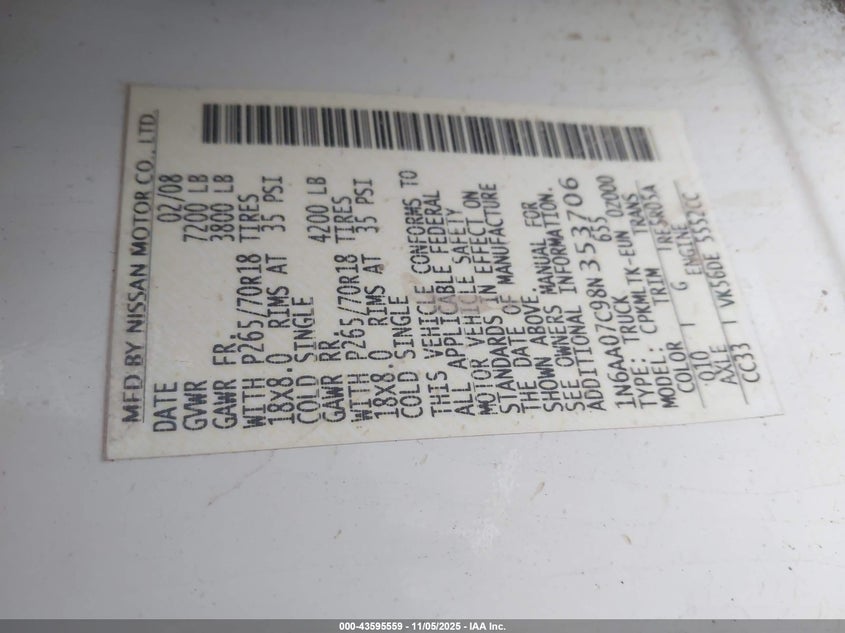 MFD BY NISSAN MOTOR CO., LTD.
DATE 02/08
GVWR 7200 LB
GAWR FR. 3800 LB
WITH P265/70R18 TIRES
18X8.0 RIMS AT 35 PSI
COLD SINGLE
GAWR RR. 4200 LB
WITH P265/70R18 TIRES
18X8.0 RIMS AT 35 PSI
COLD SINGLE
THIS VEHICLE CONFORMS TO
ALL APPLICABLE FEDERAL
MOTOR VEHICLE SAFETY
STANDARDS IN EFFECT ON
THE DATE OF MANUFACTURE
SHOWN ABOVE.
SEE OWNERS MANUAL FOR
ADDITIONAL INFORMATION.
1N6AA07C98N353706
TYPE: TRUCK 655
MODEL: CPKMLTK-EUN 02000
COLOR TRIM TRANS
Q10 G RE5R05A
AXLE ENGINE
CC33 VK56DE 5552CC
000-43595559 - 11/05/2025 - IAA Inc.